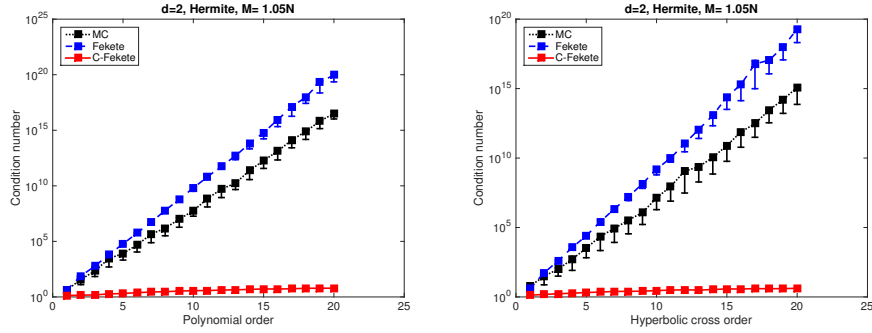 d=2, Hermite, M= 1.05N
10^25
10^20
10^15
10^10
10^5
10^0
Condition number
MC
Fekete
C-Fekete
0
5
10
15
20
25
Polynomial order
d=2, Hermite, M= 1.05N
10^20
10^15
10^10
10^5
10^0
Condition number
MC
Fekete
C-Fekete
0
5
10
15
20
25
Hyperbolic cross order